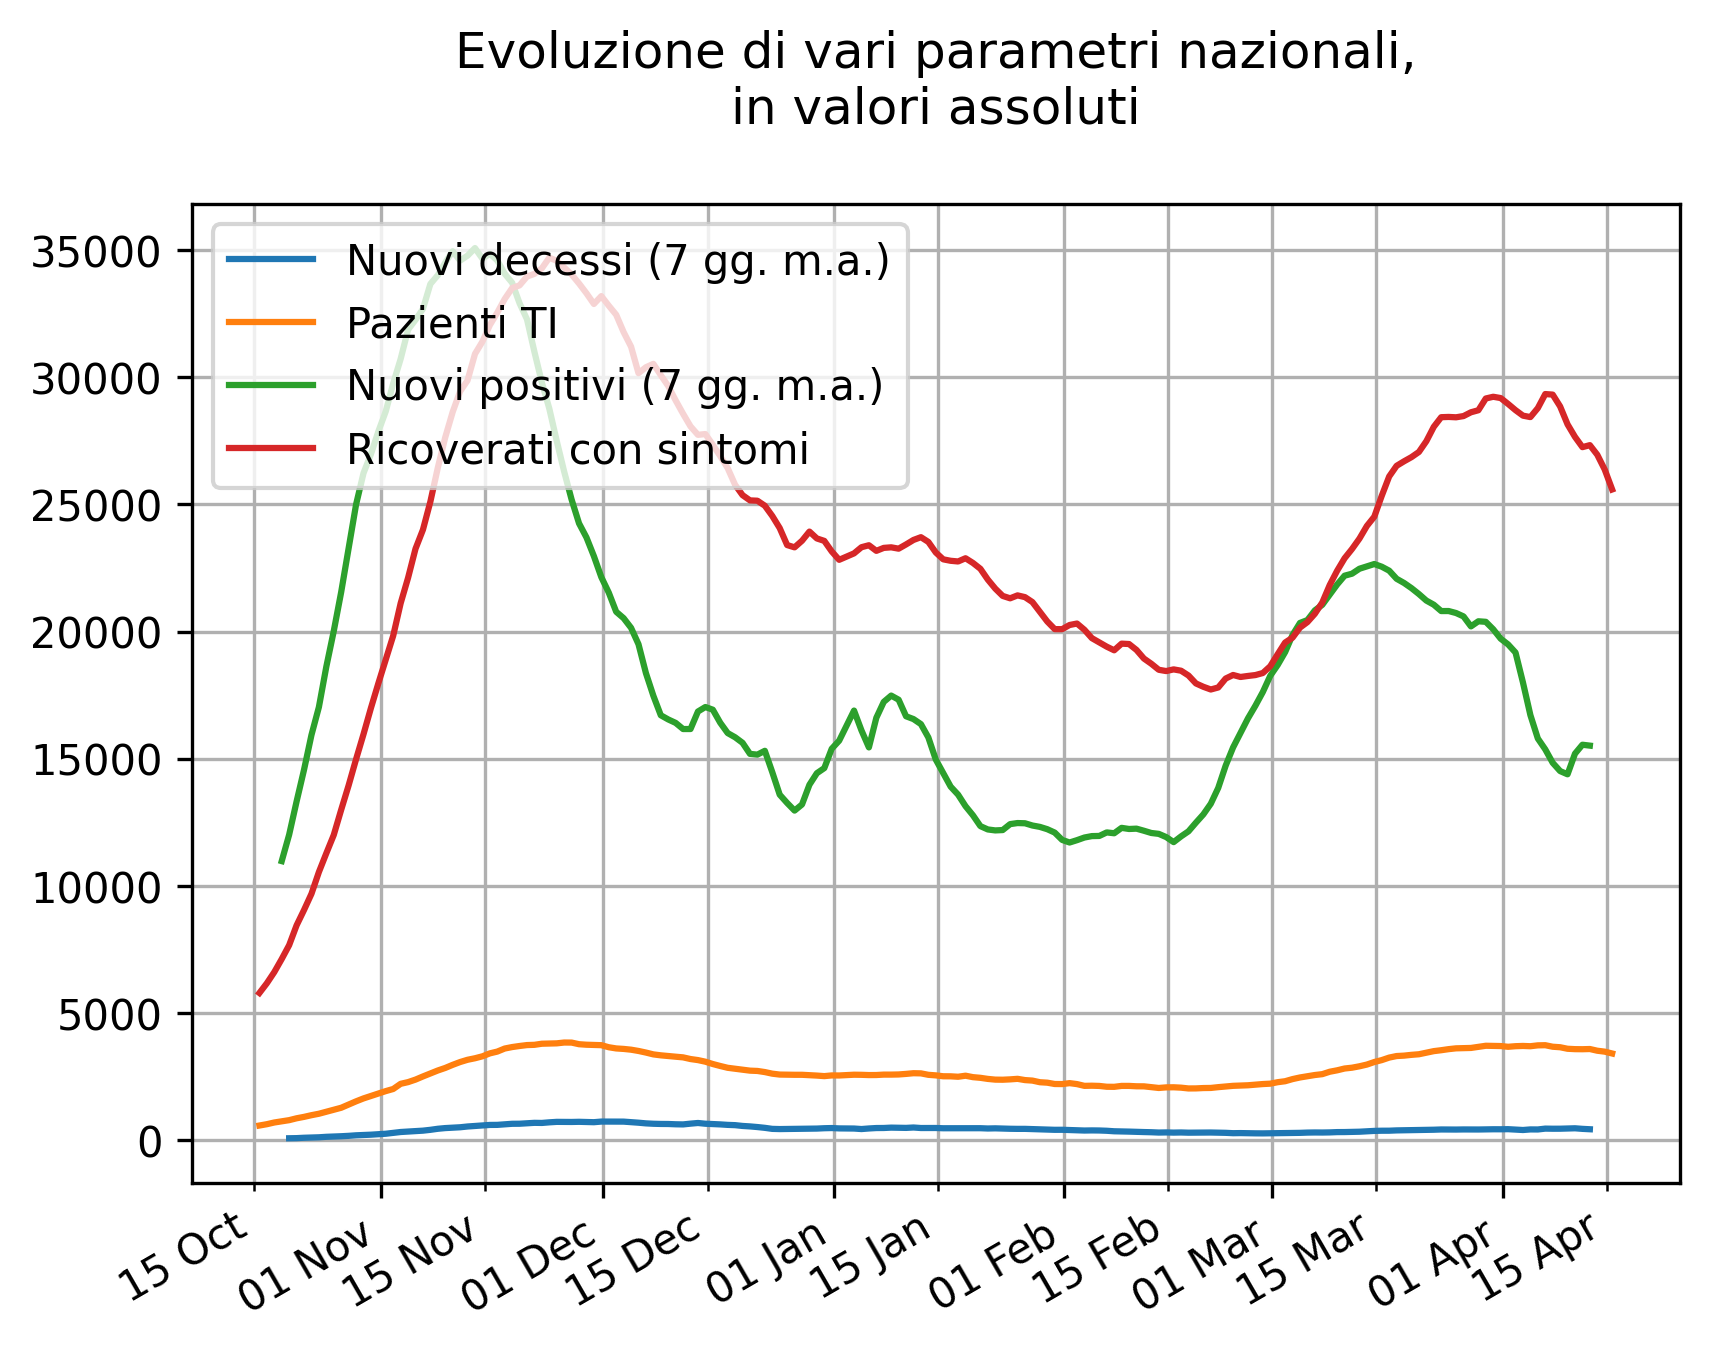 Evoluzione di vari parametri nazionali,
in valori assoluti
Nuovi decessi (7 gg. m.a.)
Pazienti TI
Nuovi positivi (7 gg. m.a.)
Ricoverati con sintomi
35000
30000
25000
20000
15000
10000
5000
0
15 Oct
01 Nov
15 Nov
01 Dec
15 Dec
01 Jan
15 Jan
01 Feb
15 Feb
01 Mar
15 Mar
01 Apr
15 Apr